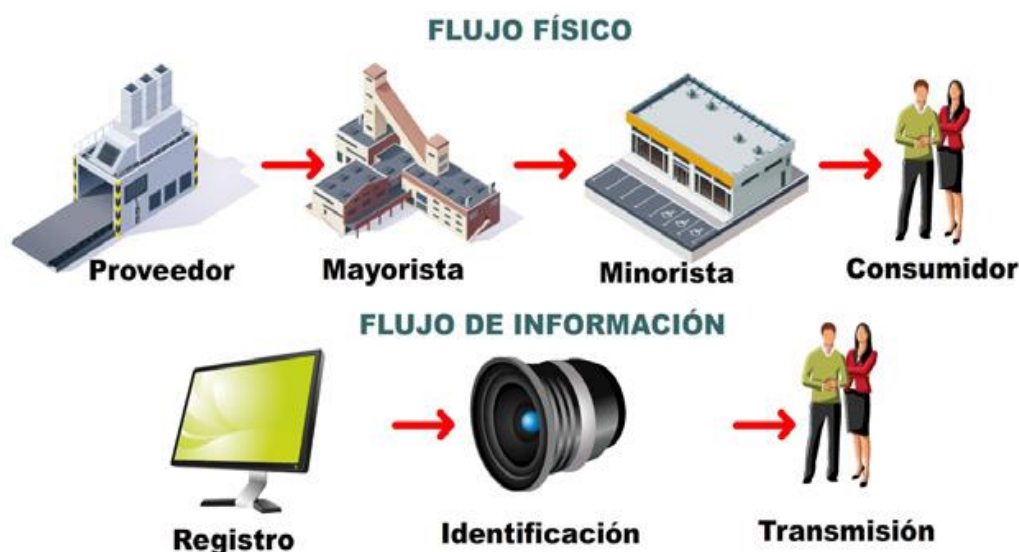 FLUJO FÍSICO
Proveedor
Mayorista
Minorista
Consumidor
FLUJO DE INFORMACIÓN
Registro
Identificación
Transmisión